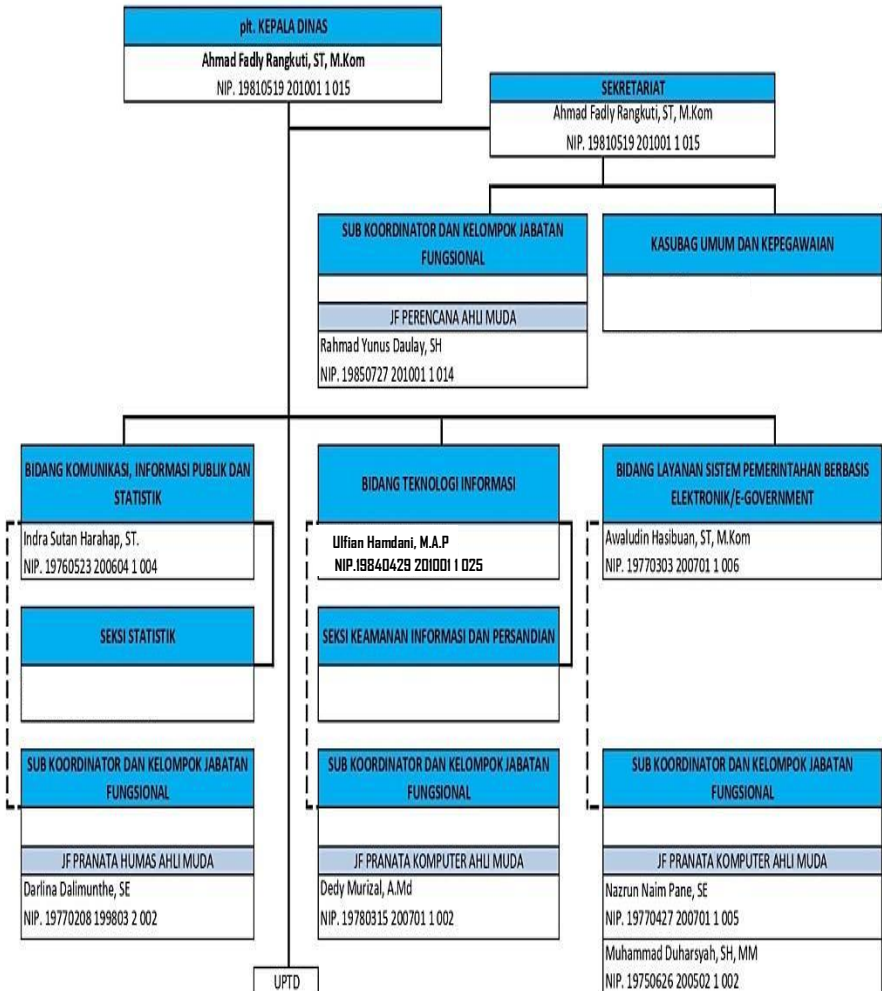 plt. KEPALA DINAS
Ahmad Fadly Rangkuti, ST, M.Kom
NIP. 19810519 201001 1 015
SEKRETARIAT
Ahmad Fadly Rangkuti, ST, M.Kom
NIP. 19810519 201001 1 015
SUB KOORDINATOR DAN KELOMPOK JABATAN
FUNGSIONAL
JF PERENCANA AHLI MUDA
Rahmad Yunus Daulay, SH
NIP. 19850727 201001 1 014
KASUBAG UMUM DAN KEPEGAWAIAN
BIDANG KOMUNIKASI, INFORMASI PUBLIK DAN
STATISTIK
Indra Sutan Harahap, ST.
NIP. 19760523 200604 1 004
BIDANG TEKNOLOGI INFORMASI
Ulfian Hamdani, M.A.P
NIP.19840429 201001 1 025
BIDANG LAYANAN SISTEM PEMERINTAHAN BERBASIS
ELEKTRONIK/E-GOVERNMENT
Awaludin Hasibuan, ST, M.Kom
NIP. 19770303 200701 1 006
SEKSI STATISTIK
SEKSI KEAMANAN INFORMASI DAN PERSANDIAN
SUB KOORDINATOR DAN KELOMPOK JABATAN
FUNGSIONAL
JF PRANATA HUMAS AHLI MUDA
Darlina Dalimunthe, SE
NIP. 19770208 199803 2 002
SUB KOORDINATOR DAN KELOMPOK JABATAN
FUNGSIONAL
JF PRANATA KOMPUTER AHLI MUDA
Dedy Murizal, A.Md
NIP. 19780315 200701 1 002
SUB KOORDINATOR DAN KELOMPOK JABATAN
FUNGSIONAL
JF PRANATA KOMPUTER AHLI MUDA
Nazrun Naim Pane, SE
NIP. 19770427 200701 1 005
Muhammad Duharsyah, SH, MM
NIP. 19750626 200502 1 002
UPTD